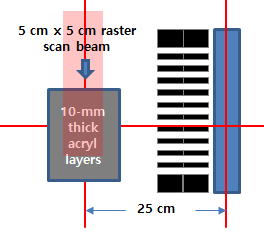 5 cm x 5 cm raster
scan beam
10-mm
thick
acryl
layers
25 cm